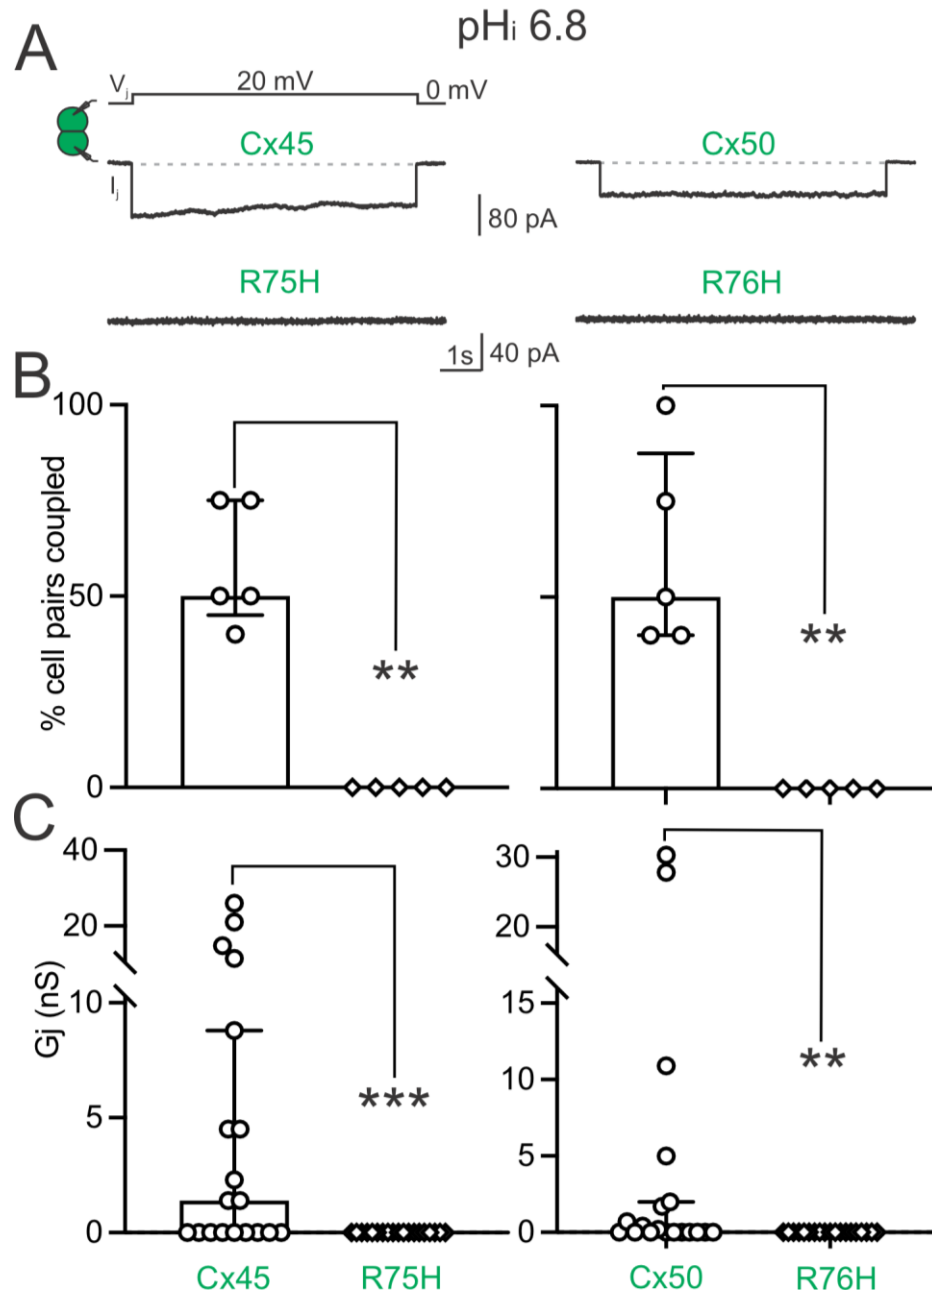 pHi 6.8
A
Vj 20 mV 0 mV
Cx45 Cx50
Ij
80 pA
R75H R76H
1s 40 pA
B
100
50
0
% cell pairs coupled
** **
C
40
20
10
5
0
Gj (nS)
30
20
15
10
5
0
*** **
Cx45 R75H Cx50 R76H